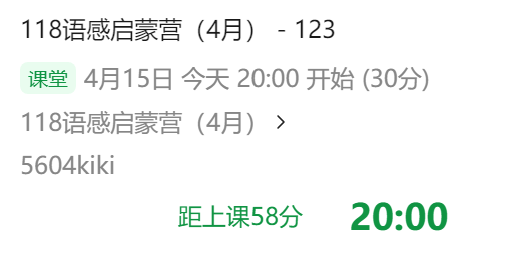 118语感启蒙营（4月） - 123
课堂 4月15日 今天 20:00 开始 (30分)
118语感启蒙营（4月） >
5604kiki
距上课58分 20:00